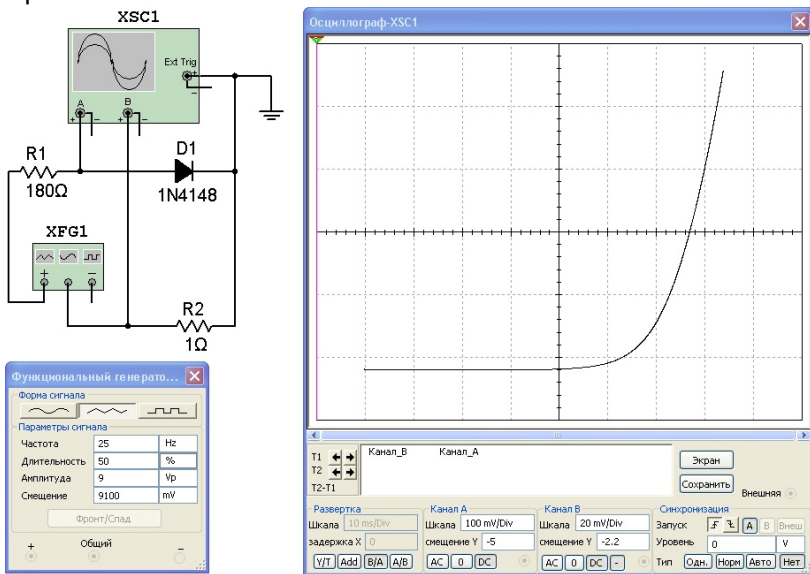 XSC1
Ext Trig
+
A
B
+
-
+
-
R1
180Ω
D1
1N4148
XFG1
+
-
R2
1Ω
Функциональный генерато...
Форма сигнала
Параметры сигнала
Частота 25 Hz
Длительность 50 %
Амплитуда 9 Vp
Смещение 9100 mV
Фронт/Спад
+ Общий -
Осциллограф-XSC1
T1
T2
T2-T1
Канал_B Канал_A
Экран
Сохранить
Внешняя
Развертка
Шкала 10 ms/Div
задержка X 0
Y/T Add B/A A/B
Канал A
Шкала 100 mV/Div
смещение Y -5
AC 0 DC
Канал B
Шкала 20 mV/Div
смещение Y -2.2
AC 0 DC -
Синхронизация
Запуск A B Внеш
Уровень 0 V
Тип Одн. Норм Авто Нет